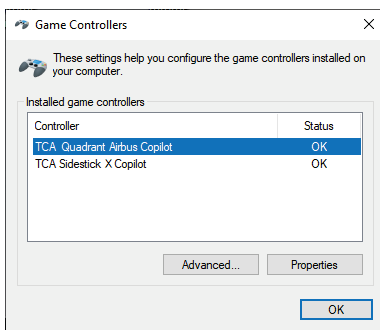 Game Controllers
These settings help you configure the game controllers installed on
your computer.
Installed game controllers
Controller Status
TCA Quadrant Airbus Copilot OK
TCA Sidestick X Copilot OK
Advanced... Properties
OK